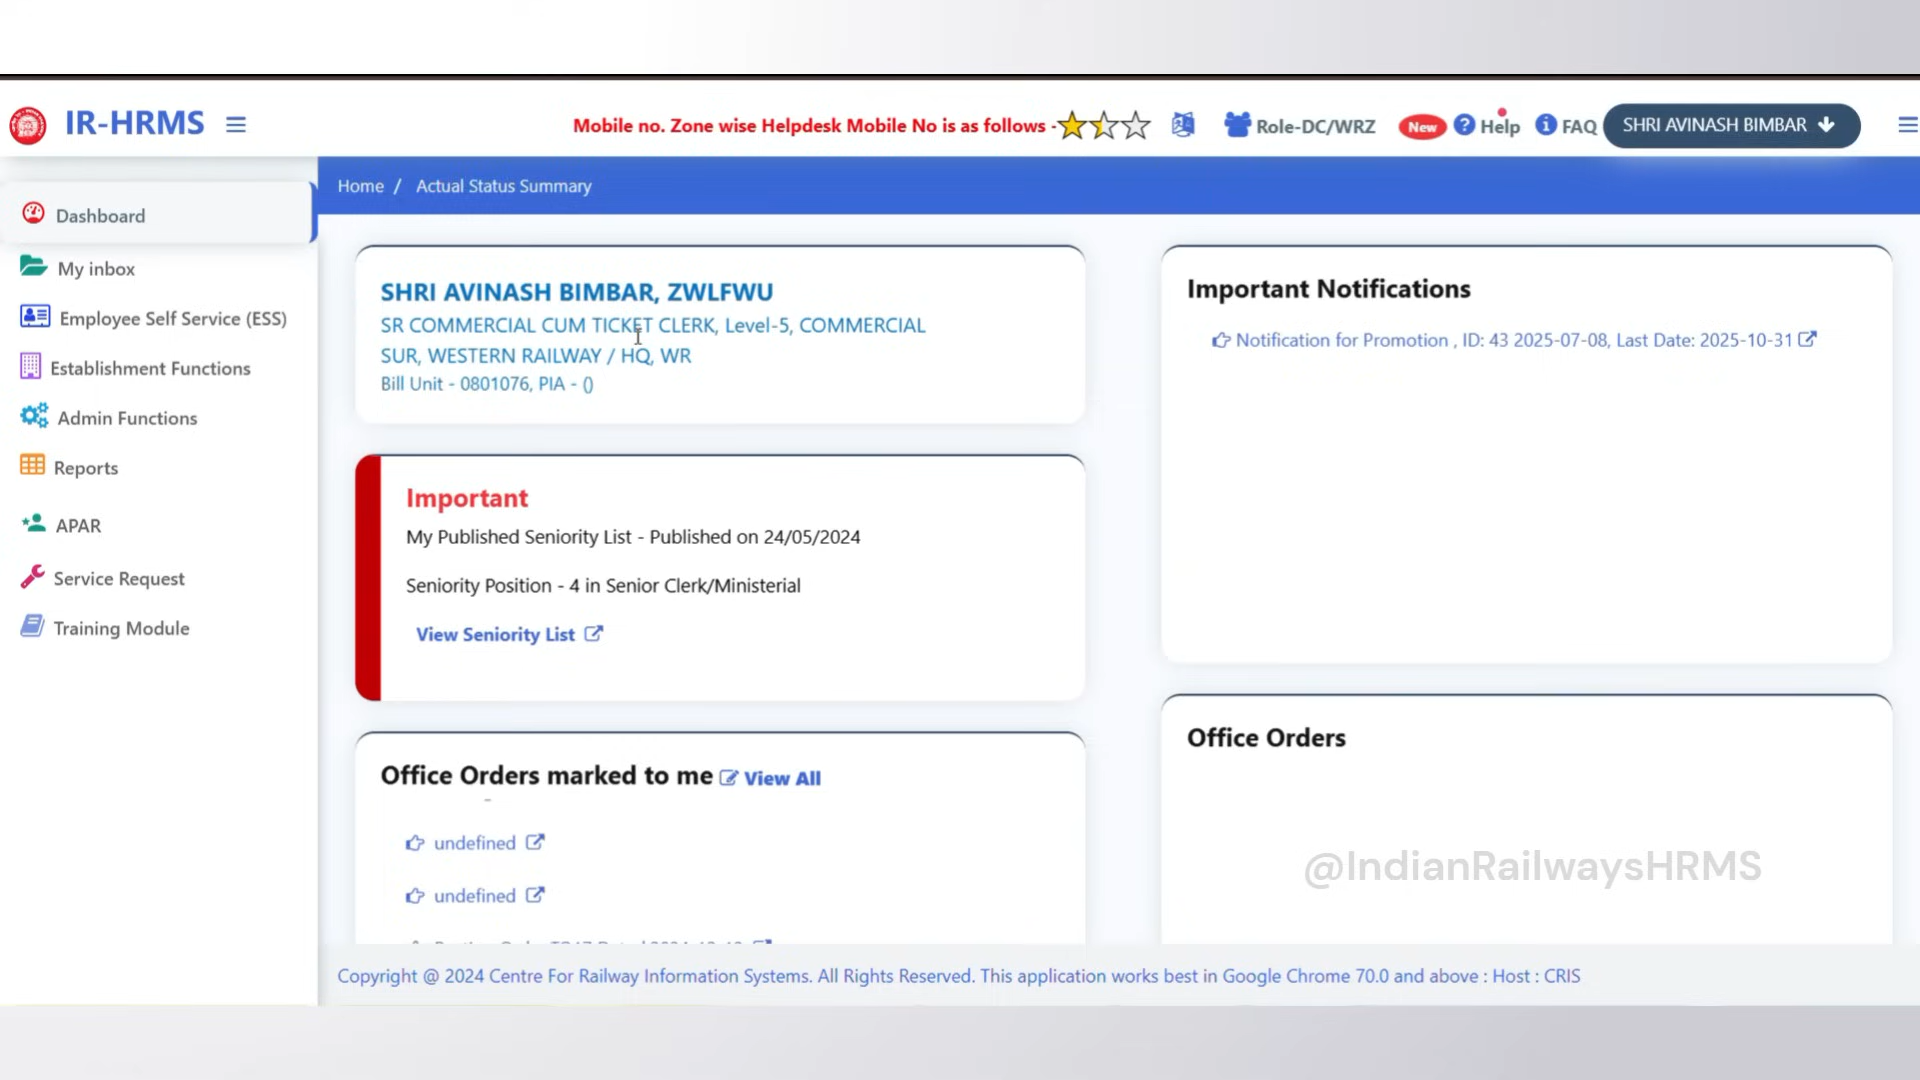 IR-HRMS
Mobile no. Zone wise Helpdesk Mobile No is as follows -
Role-DC/WRZ
New
Help
FAQ
SHRI AVINASH BIMBAR
Home / Actual Status Summary
Dashboard
My inbox
Employee Self Service (ESS)
Establishment Functions
Admin Functions
Reports
APAR
Service Request
Training Module
SHRI AVINASH BIMBAR, ZWLFWU
SR COMMERCIAL CUM TICKET CLERK, Level-5, COMMERCIAL
SUR, WESTERN RAILWAY / HQ, WR
Bill Unit - 0801076, PIA - ()
Important
My Published Seniority List - Published on 24/05/2024
Seniority Position - 4 in Senior Clerk/Ministerial
View Seniority List
Office Orders marked to me View All
undefined
undefined
Important Notifications
Notification for Promotion , ID: 43 2025-07-08, Last Date: 2025-10-31
Office Orders
@IndianRailwaysHRMS
Copyright @ 2024 Centre For Railway Information Systems. All Rights Reserved. This application works best in Google Chrome 70.0 and above : Host : CRIS